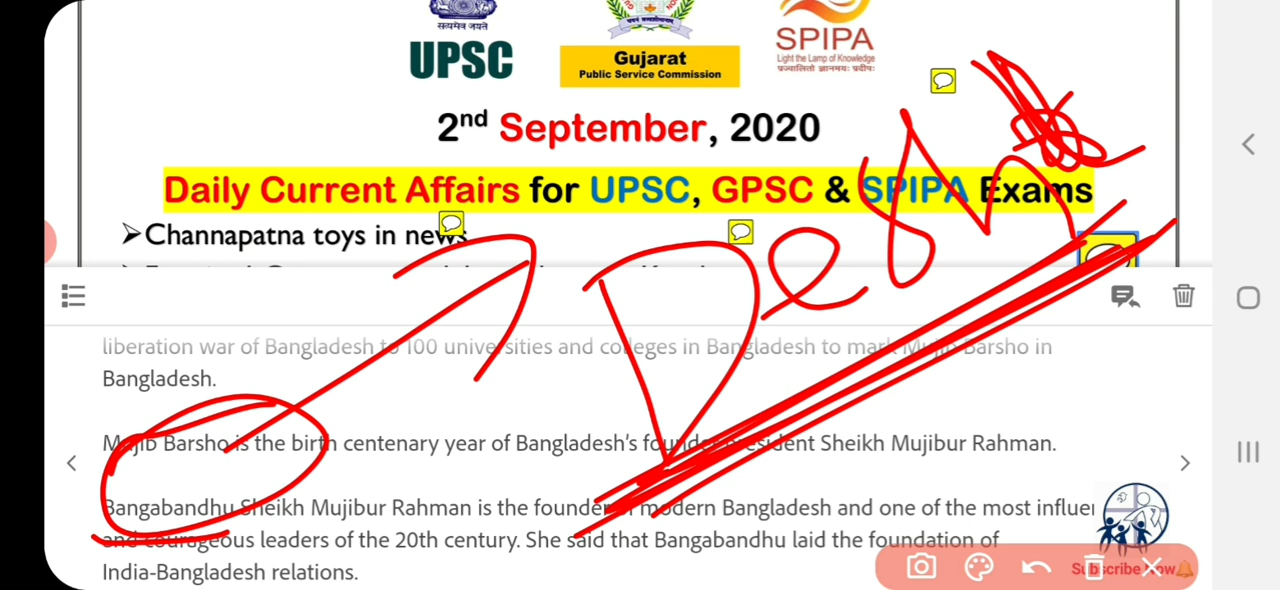 सत्यमेव जयते
UPSC
Gujarat
Public Service Commission
SPIPA
Light the Lamp of Knowledge
प्रज्वालितो ज्ञानमयः प्रदीपः
2nd September, 2020
Daily Current Affairs for UPSC, GPSC & SPIPA Exams
➢Channapatna toys in news
Desh
liberation war of Bangladesh to 100 universities and colleges in Bangladesh to mark Mujib Barsho in
Bangladesh.
Mujib Barsho is the birth centenary year of Bangladesh's founder president Sheikh Mujibur Rahman.
Bangabandhu Sheikh Mujibur Rahman is the founder of modern Bangladesh and one of the most influe
and courageous leaders of the 20th century. She said that Bangabandhu laid the foundation of
India-Bangladesh relations.
Subscribe Now